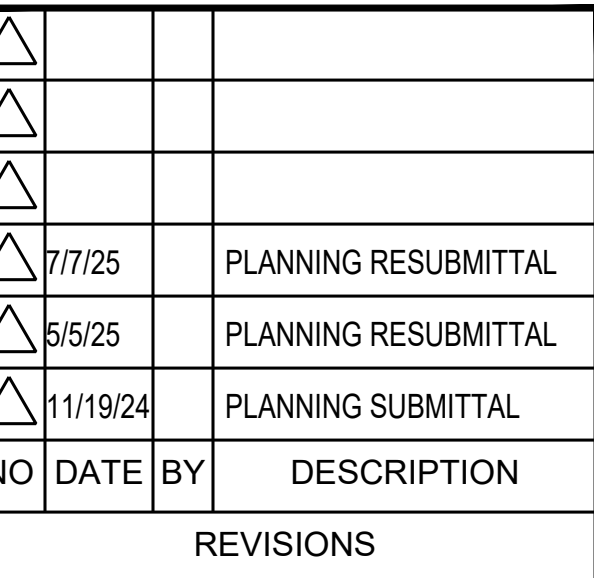 7/7/25 PLANNING RESUBMITTAL
5/5/25 PLANNING RESUBMITTAL
11/19/24 PLANNING SUBMITTAL
NO DATE BY DESCRIPTION
REVISIONS